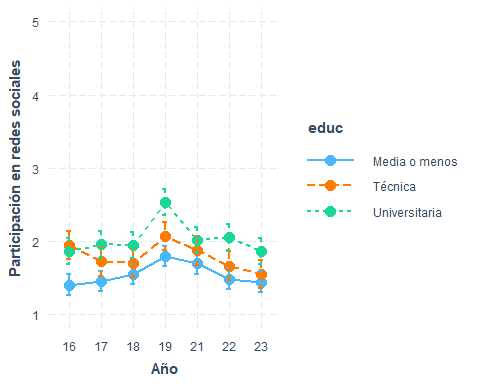 Participación en redes sociales
5
4
3
2
1
16 17 18 19 21 22 23
Año
educ
Media o menos
Técnica
Universitaria